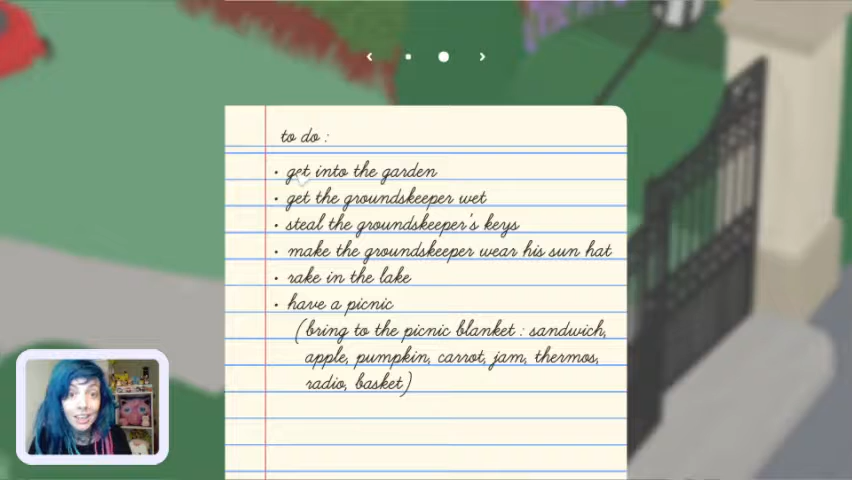 to do :
• get into the garden
• get the groundskeeper wet
• steal the groundskeeper's keys
• make the groundskeeper wear his sun hat
• rake in the lake
• have a picnic
(bring to the picnic blanket : sandwich,
apple, pumpkin, carrot, jam, thermos,
radio, basket)